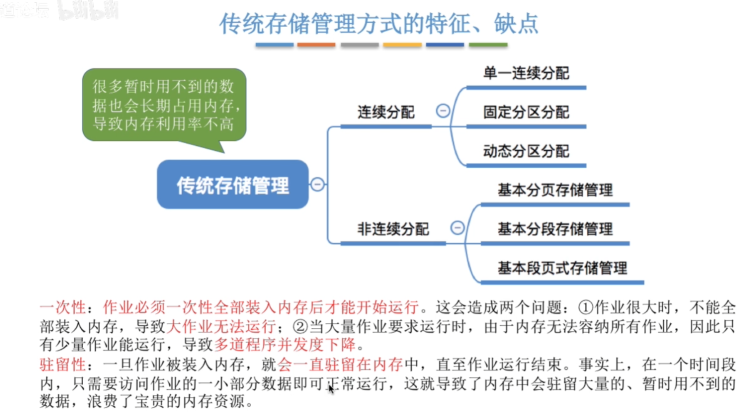 传统存储管理方式的特征、缺点
很多暂时用不到的数
据也会长期占用内存，
导致内存利用率不高
传统存储管理
连续分配
单一连续分配
固定分区分配
动态分区分配
非连续分配
基本分页存储管理
基本分段存储管理
基本段页式存储管理
一次性：作业必须一次性全部装入内存后才能开始运行。这会造成两个问题：①作业很大时，不能全
部装入内存，导致大作业无法运行；②当大量作业要求运行时，由于内存无法容纳所有作业，因此只
有少量作业能运行，导致多道程序并发度下降。
驻留性：一旦作业被装入内存，就会一直驻留在内存中，直至作业运行结束。事实上，在一个时间段
内，只需要访问作业的一小部分数据即可正常运行，这就导致了内存中会驻留大量的、暂时用不到的
数据，浪费了宝贵的内存资源。